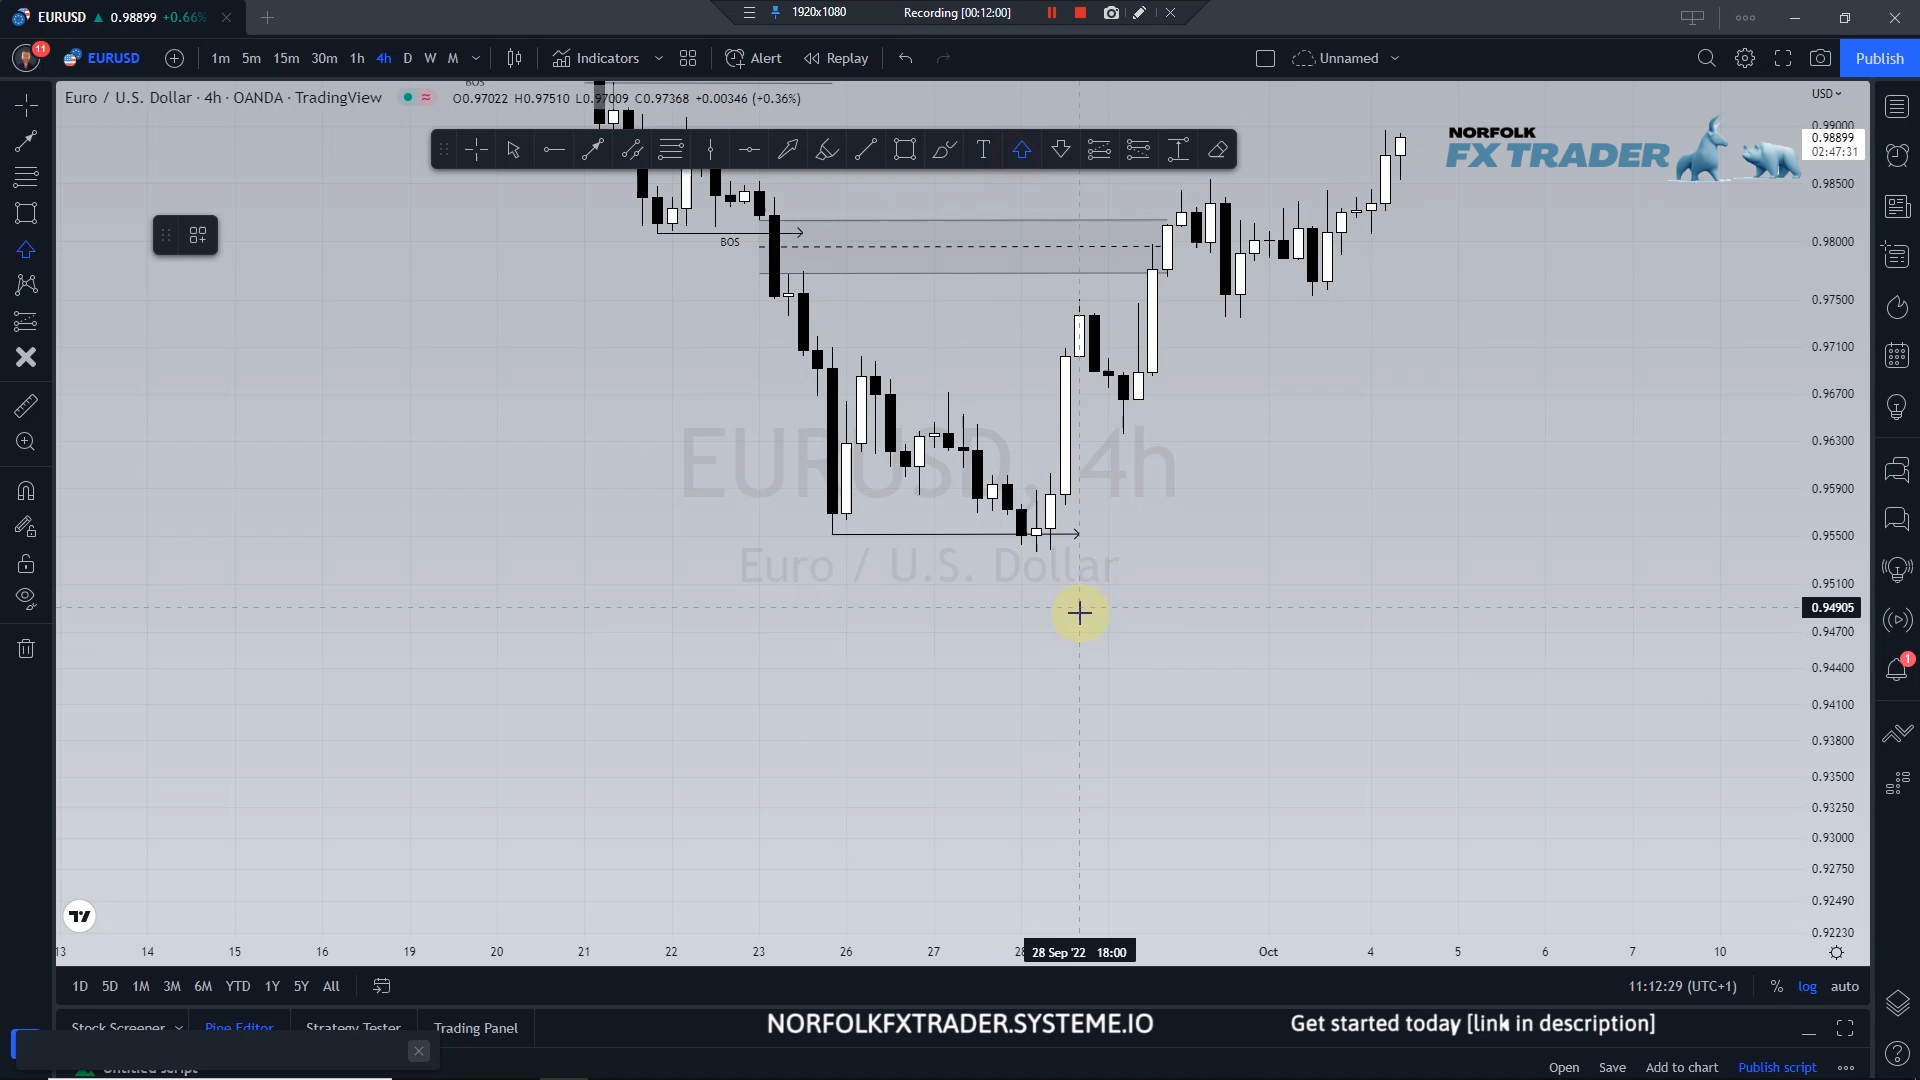 EURUSD ▲ 0.98899 +0.66%
1920x1080
Recording [00:12:00]
11
EURUSD
1m 5m 15m 30m 1h 4h D W M
Indicators
Alert
Replay
Unnamed
Publish
Euro / U.S. Dollar · 4h · OANDA · TradingView
O0.97022 H0.97510 L0.97009 C0.97368 +0.00346 (+0.36%)
USD
BOS
NORFOLK
FX TRADER
0.99000
0.98899
02:47:31
0.98500
BOS
0.98000
0.97500
0.97100
0.96700
0.96300
EURUSD, 4h
0.95900
0.95500
Euro / U.S. Dollar
0.95100
0.94905
0.94700
1
0.94400
0.94100
0.93800
0.93500
0.93250
0.93000
0.92750
0.92490
0.92230
13 14 15 16 19 20 21 22 23 26 27 28 Sep '22 18:00 Oct 4 5 6 7 10
1D 5D 1M 3M 6M YTD 1Y 5Y All
11:12:29 (UTC+1) % log auto
Stock Screener Pine Editor Strategy Tester Trading Panel
NORFOLKFXTRADER.SYSTEME.IO
Get started today [link in description]
Untitled script
Open Save Add to chart Publish script